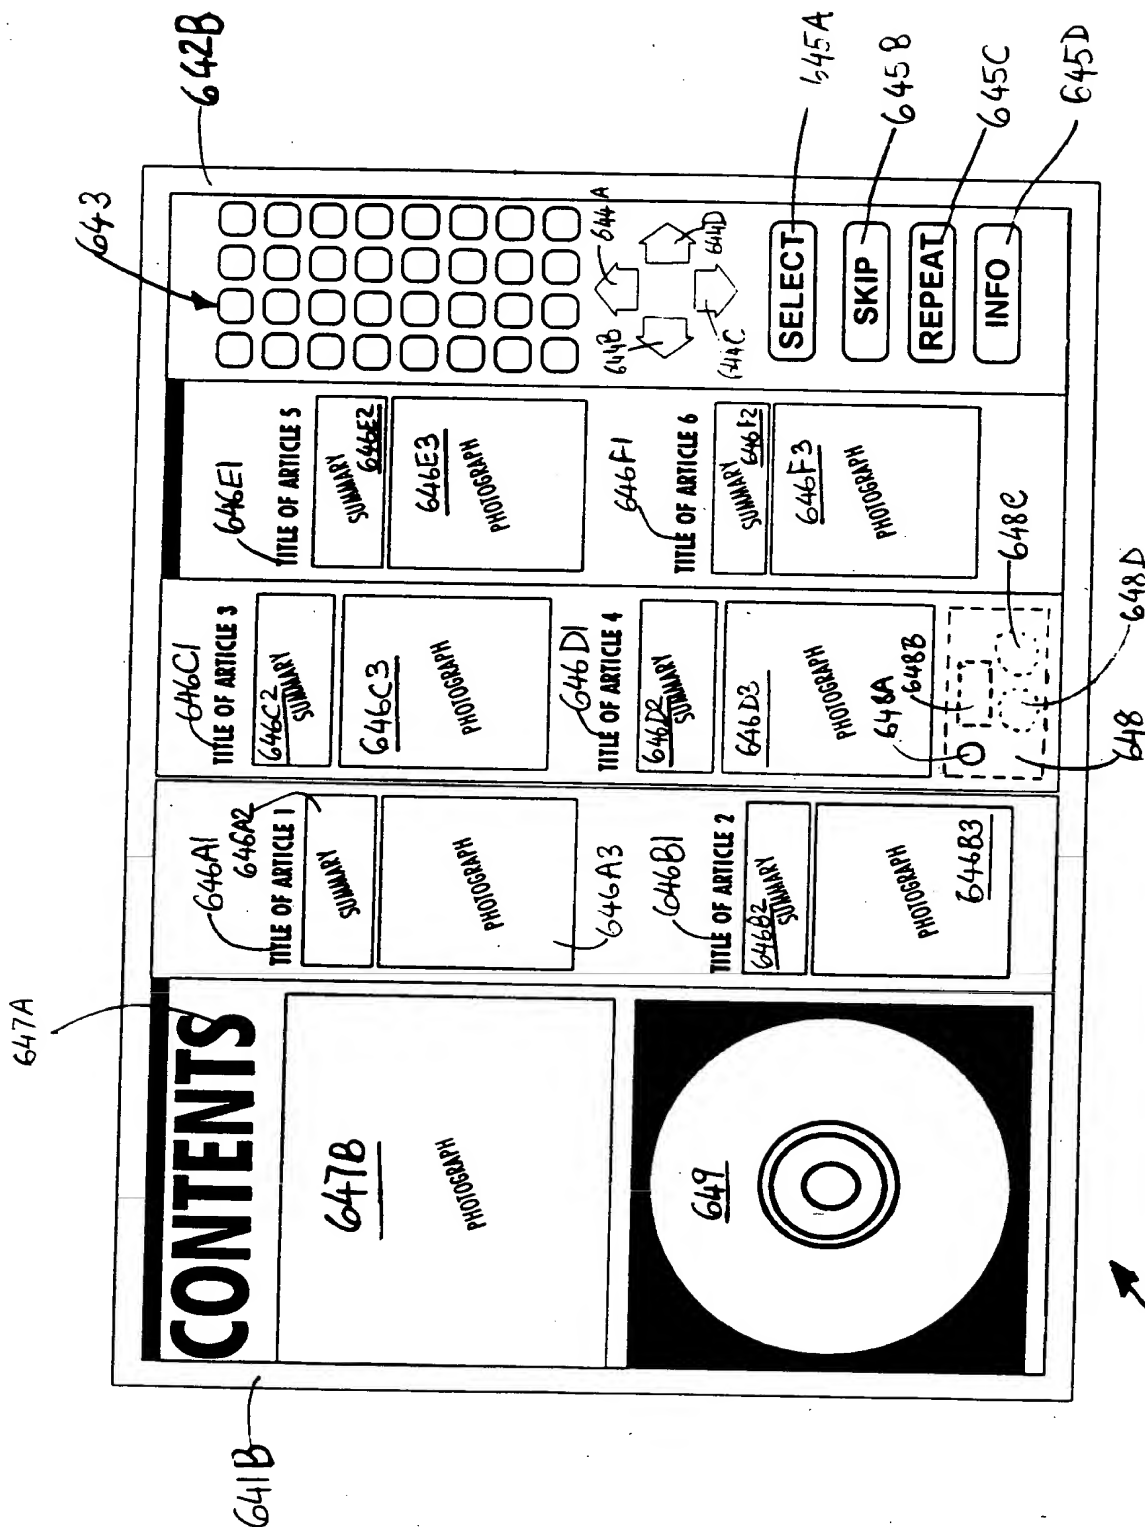 642B
643
647A
CONTENTS
641B
647B
PHOTOGRAPH
649
646A1
646A2
TITLE OF ARTICLE 1
SUMMARY
PHOTOGRAPH
646A3
646B1
TITLE OF ARTICLE 2
646B2
SUMMARY
PHOTOGRAPH
646B3
646C1
TITLE OF ARTICLE 3
646C2
SUMMARY
646C3
PHOTOGRAPH
646D1
TITLE OF ARTICLE 4
646D2
SUMMARY
646D3
PHOTOGRAPH
648A
648B
648C
648D
648
646E1
TITLE OF ARTICLE 5
SUMMARY
646E2
646E3
PHOTOGRAPH
646F1
TITLE OF ARTICLE 6
SUMMARY
646F2
646F3
PHOTOGRAPH
644A
644B
644C
644D
SELECT
645A
SKIP
645B
REPEAT
645C
INFO
645D